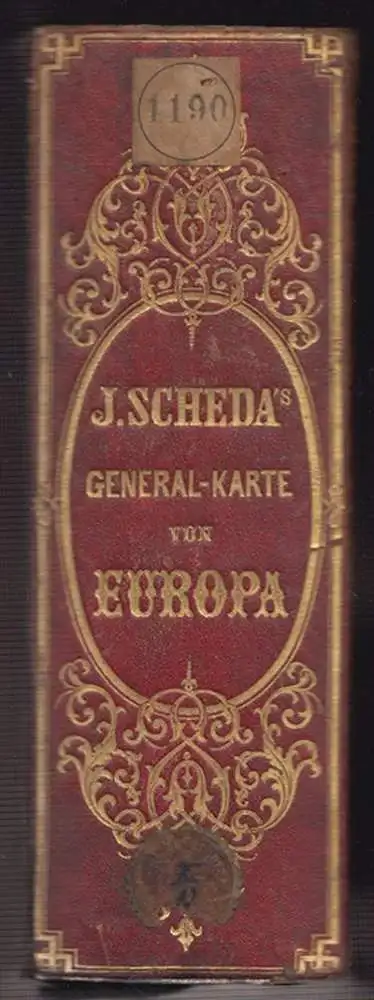 1190
J. SCHEDA's
GENERAL-KARTE
VON
EUROPA